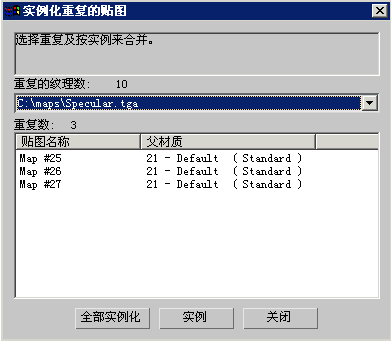 实例化重复的贴图
选择重复及按实例来合并。
重复的纹理数: 10
C:\maps\Specular.tga
重复数: 3
贴图名称 父材质
Map #25 21 - Default ( Standard )
Map #26 21 - Default ( Standard )
Map #27 21 - Default ( Standard )
全部实例化 实例 关闭